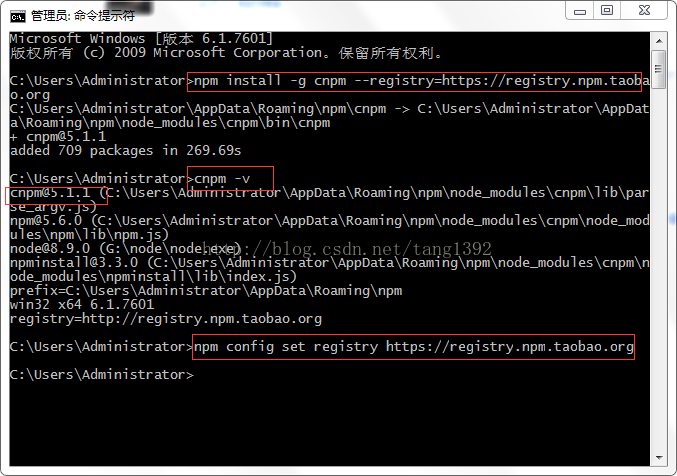 管理员: 命令提示符
Microsoft Windows [版本 6.1.7601]
版权所有 (c) 2009 Microsoft Corporation。保留所有权利。
C:\Users\Administrator>npm install -g cnpm --registry=https://registry.npm.taoba
o.org
C:\Users\Administrator\AppData\Roaming\npm\cnpm -> C:\Users\Administrator\AppDat
a\Roaming\npm\node_modules\cnpm\bin\cnpm
+ cnpm@5.1.1
added 709 packages in 269.69s
C:\Users\Administrator>cnpm -v
cnpm@5.1.1 (C:\Users\Administrator\AppData\Roaming\npm\node_modules\cnpm\lib\par
se_argv.js)
npm@5.6.0 (C:\Users\Administrator\AppData\Roaming\npm\node_modules\cnpm\node_mod
ules\npm\lib\npm.js)
node@8.9.0 (G:\node\node.exe)
http://blog.csdn.net/tang1392
npminstall@3.3.0 (C:\Users\Administrator\AppData\Roaming\npm\node_modules\cnpm\n
ode_modules\npminstall\lib\index.js)
prefix=C:\Users\Administrator\AppData\Roaming\npm
win32 x64 6.1.7601
registry=http://registry.npm.taobao.org
C:\Users\Administrator>npm config set registry https://registry.npm.taobao.org
C:\Users\Administrator>